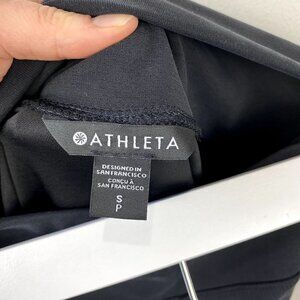 ATHLETA
DESIGNED IN
SAN FRANCISCO
CONÇU À
SAN FRANCISCO
S
P